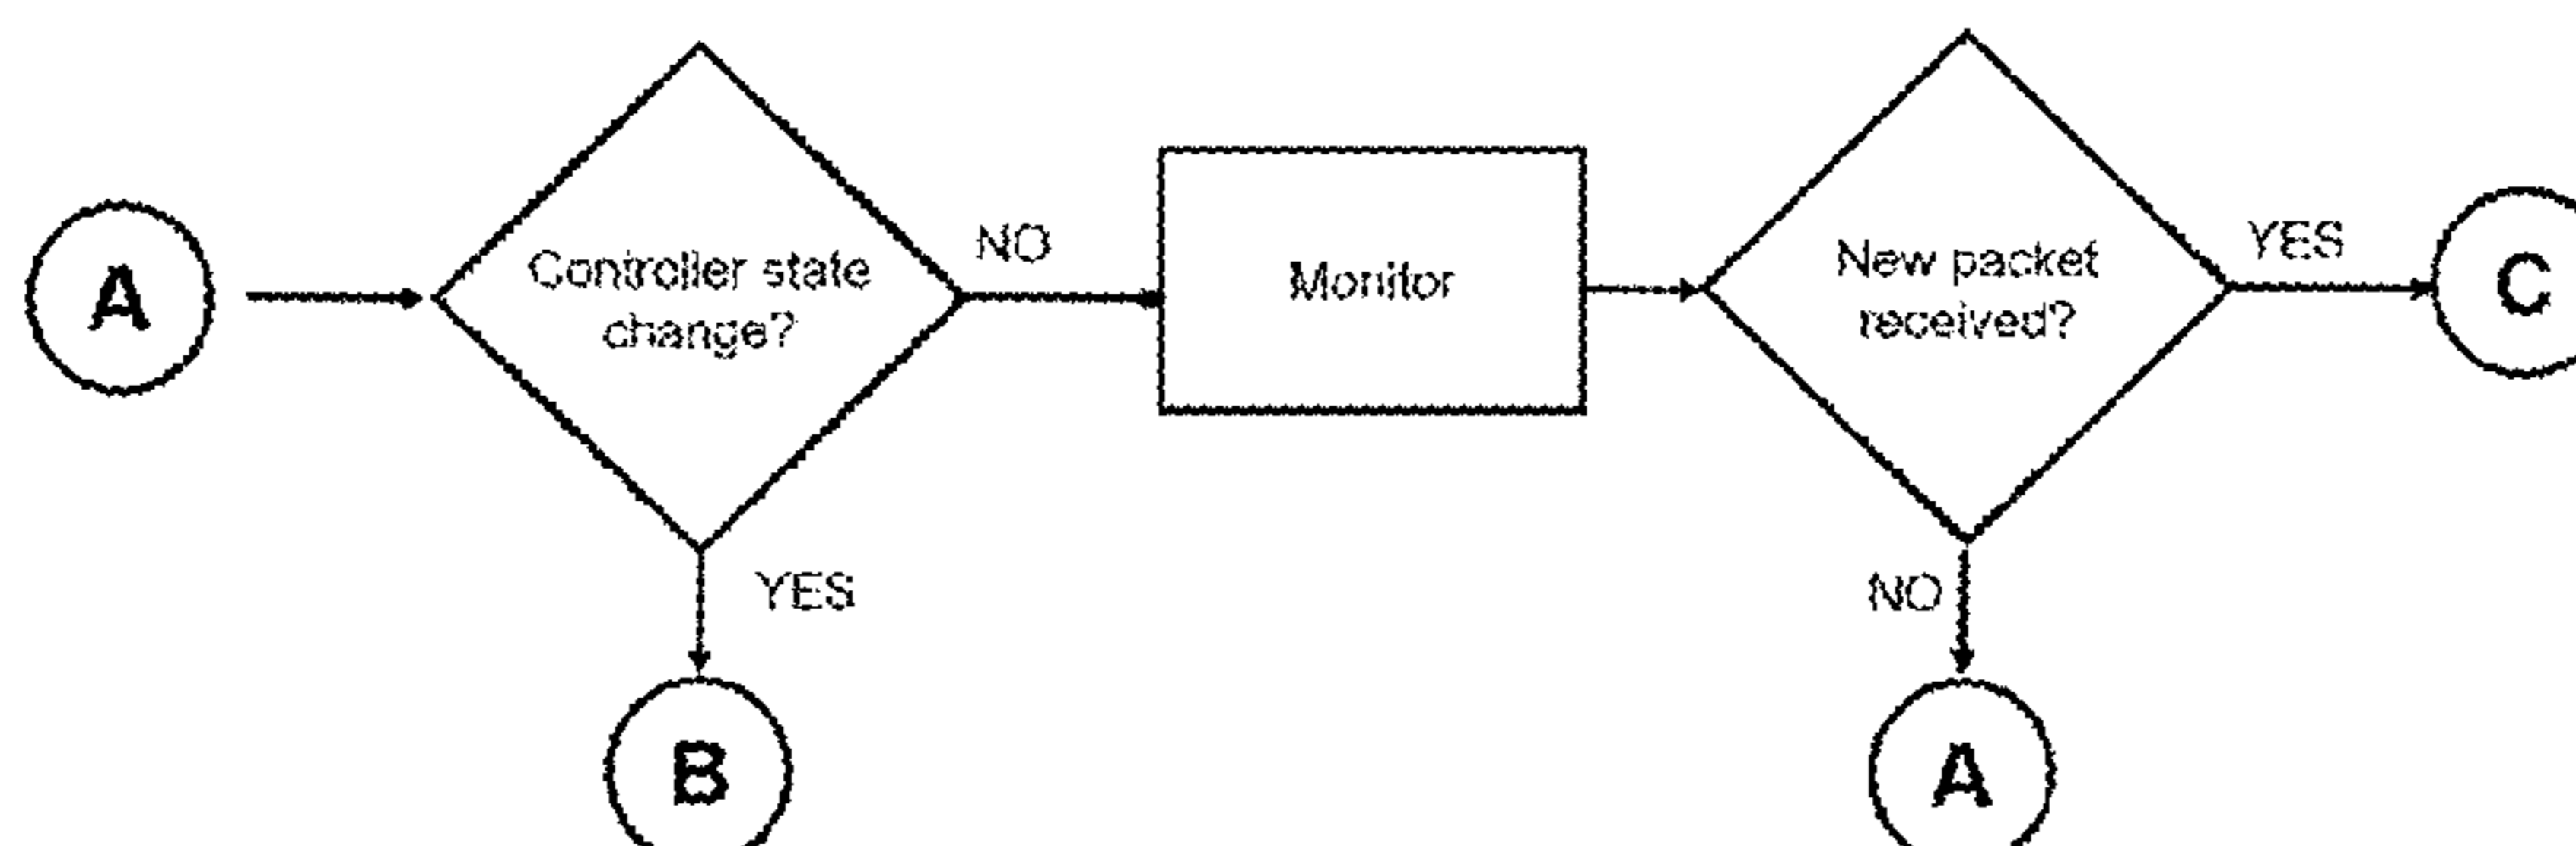 A
Controller state
change?
NO
YES
B
Monitor
New packet
received?
YES
C
NO
A